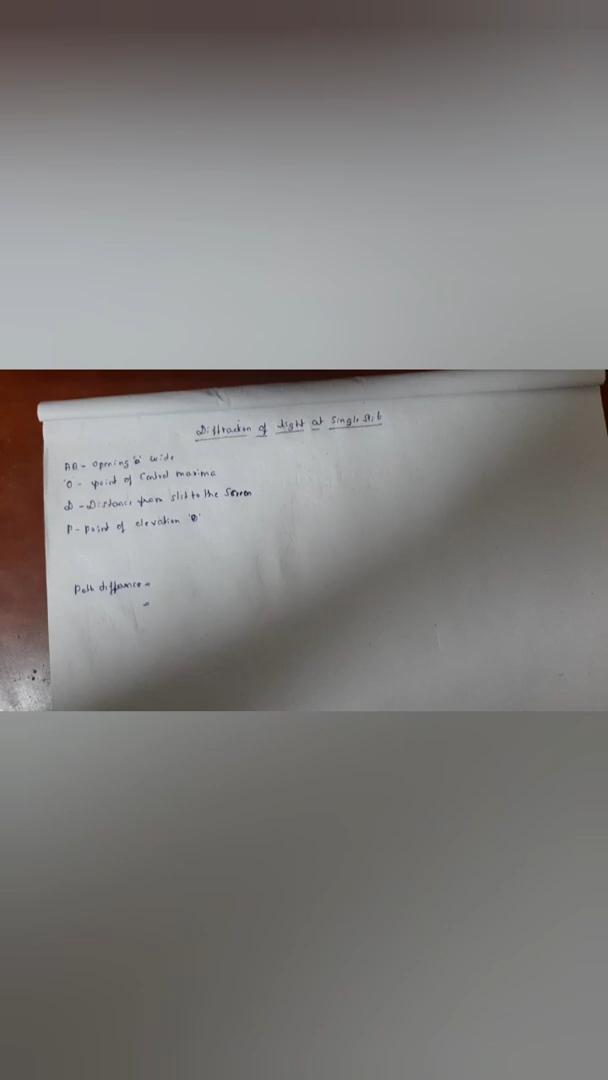 Diffraction of light at Single Slit
AB - opening 'a' wide
'O - point of Central maxima
D - Distance from slit to the Screen
P - Point of elevation 'θ'
Path differance =
=